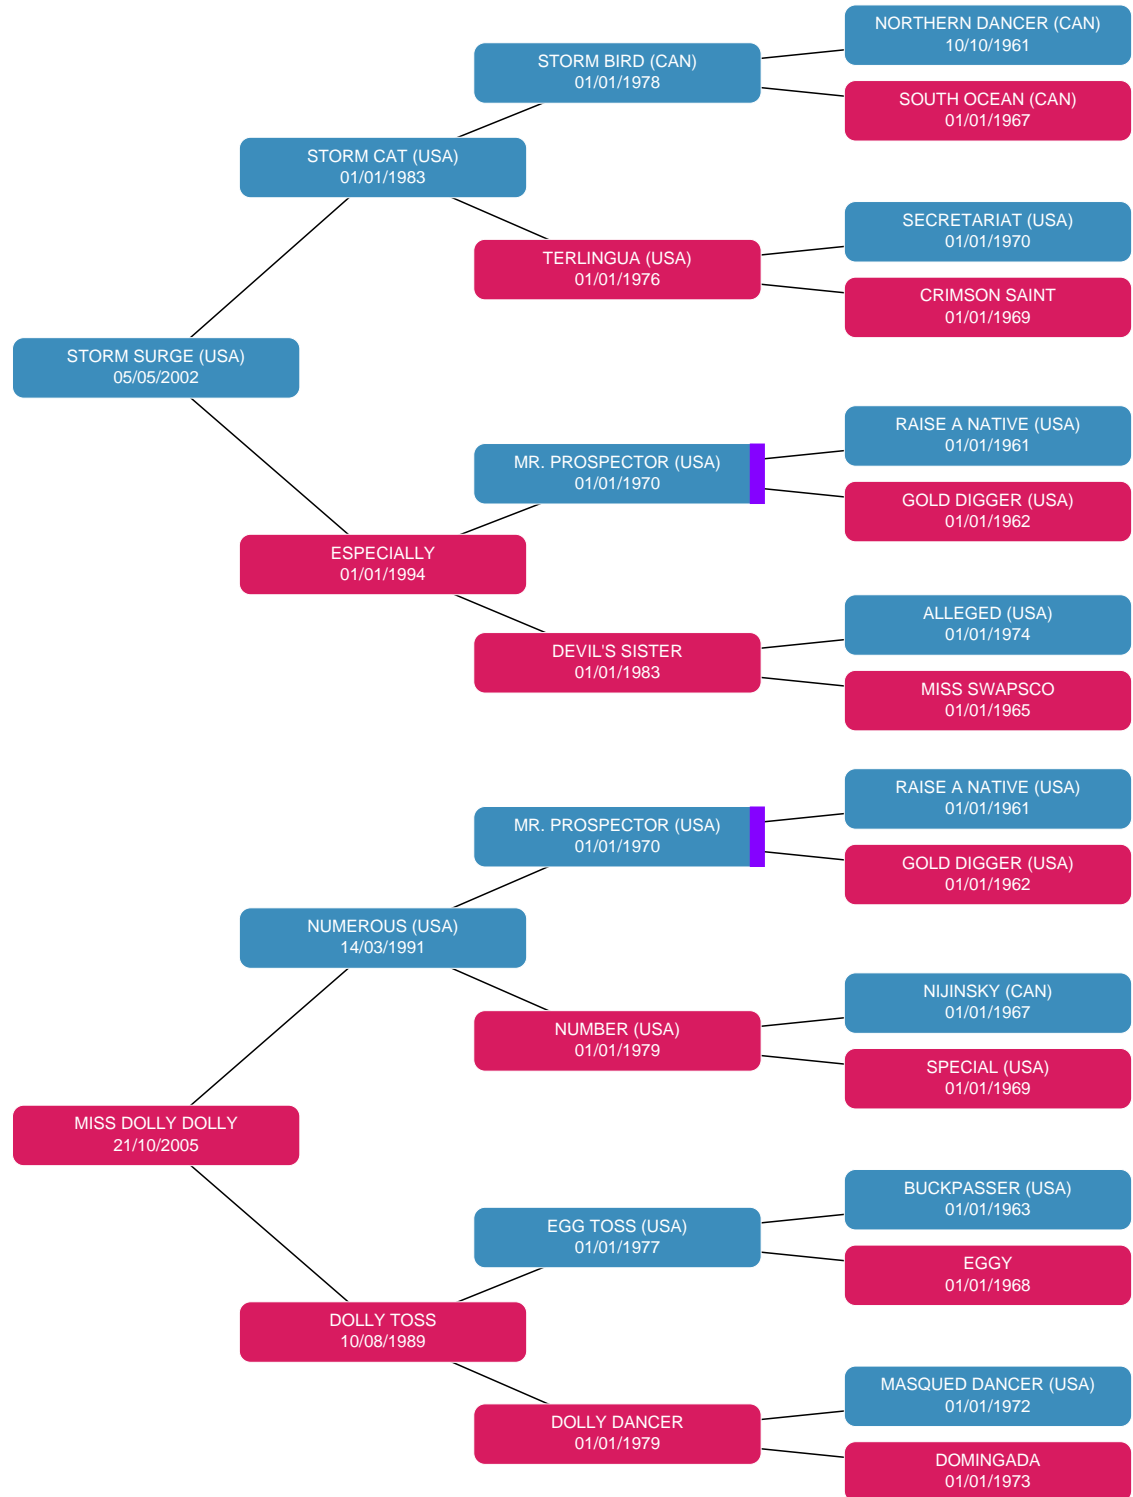 NORTHERN DANCER (CAN)
10/10/1961
STORM BIRD (CAN)
01/01/1978
SOUTH OCEAN (CAN)
01/01/1967
STORM CAT (USA)
01/01/1983
SECRETARIAT (USA)
01/01/1970
TERLINGUA (USA)
01/01/1976
CRIMSON SAINT
01/01/1969
STORM SURGE (USA)
05/05/2002
RAISE A NATIVE (USA)
01/01/1961
MR. PROSPECTOR (USA)
01/01/1970
GOLD DIGGER (USA)
01/01/1962
ESPECIALLY
01/01/1994
ALLEGED (USA)
01/01/1974
DEVIL'S SISTER
01/01/1983
MISS SWAPSCO
01/01/1965
RAISE A NATIVE (USA)
01/01/1961
MR. PROSPECTOR (USA)
01/01/1970
GOLD DIGGER (USA)
01/01/1962
NUMEROUS (USA)
14/03/1991
NIJINSKY (CAN)
01/01/1967
NUMBER (USA)
01/01/1979
SPECIAL (USA)
01/01/1969
MISS DOLLY DOLLY
21/10/2005
BUCKPASSER (USA)
01/01/1963
EGG TOSS (USA)
01/01/1977
EGGY
01/01/1968
DOLLY TOSS
10/08/1989
MASQUED DANCER (USA)
01/01/1972
DOLLY DANCER
01/01/1979
DOMINGADA
01/01/1973